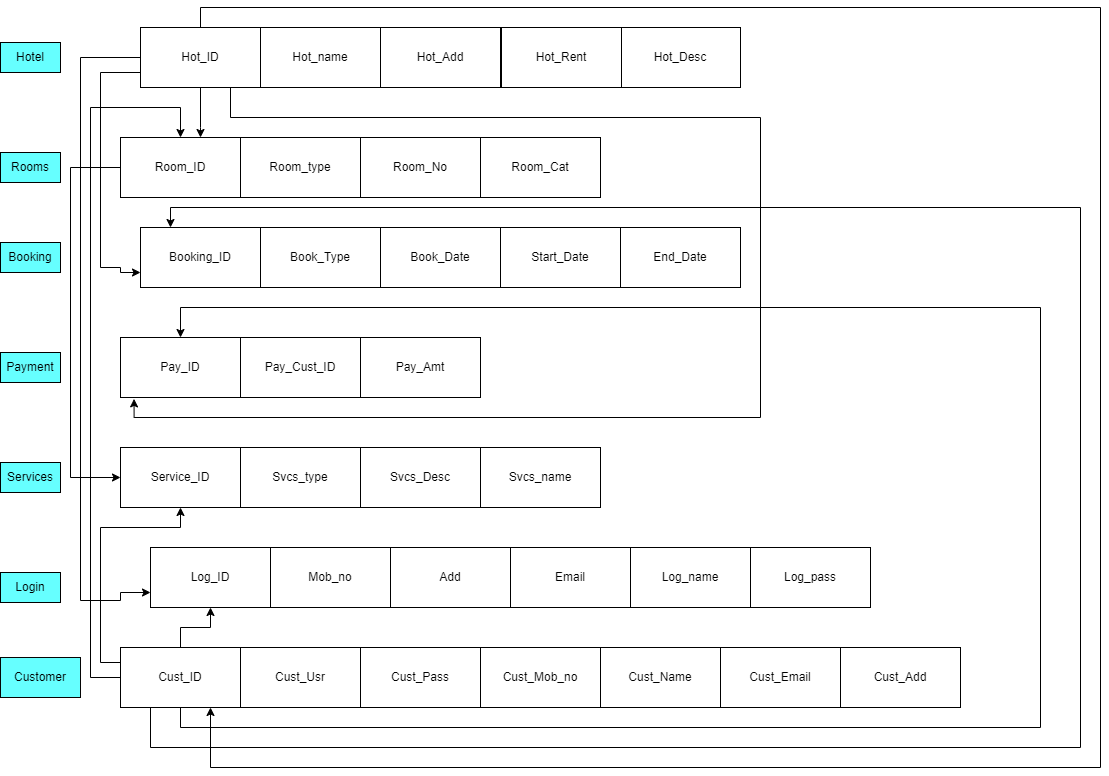 Hotel
Hot_ID Hot_name Hot_Add Hot_Rent Hot_Desc
Rooms
Room_ID Room_type Room_No Room_Cat
Booking
Booking_ID Book_Type Book_Date Start_Date End_Date
Payment
Pay_ID Pay_Cust_ID Pay_Amt
Services
Service_ID Svcs_type Svcs_Desc Svcs_name
Login
Log_ID Mob_no Add Email Log_name Log_pass
Customer
Cust_ID Cust_Usr Cust_Pass Cust_Mob_no Cust_Name Cust_Email Cust_Add